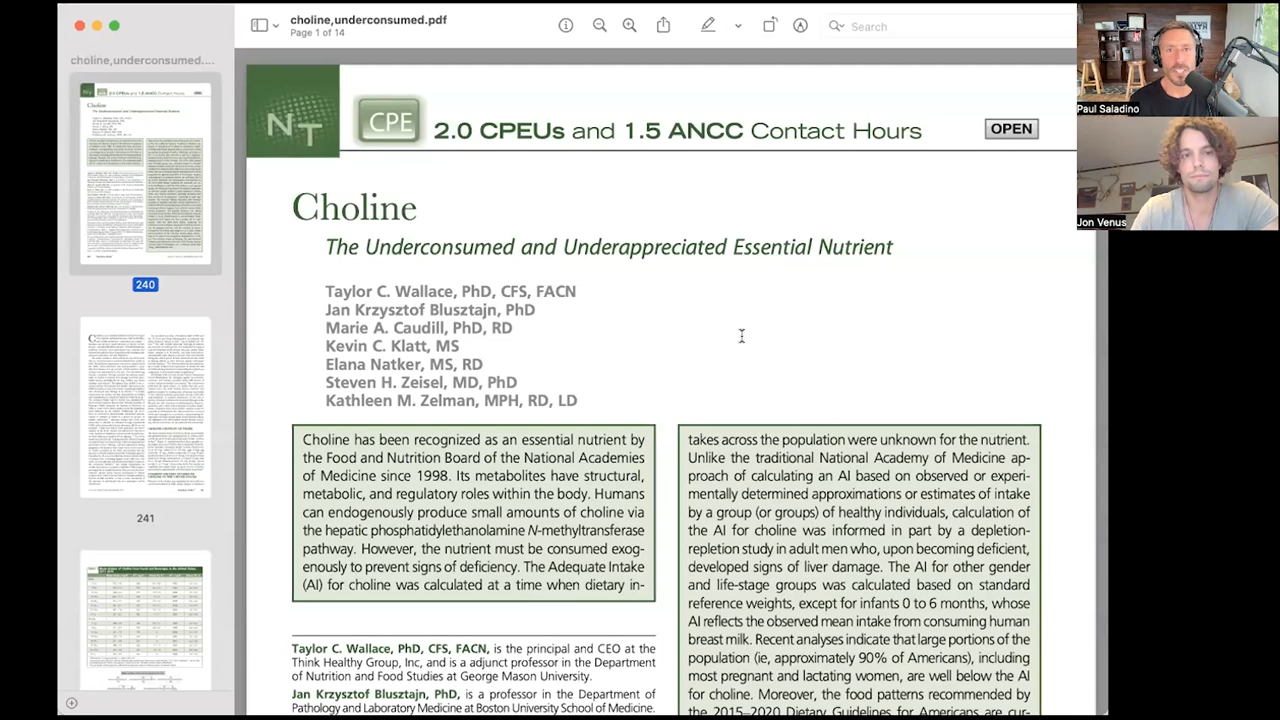 choline,underconsumed.pdf
Page 1 of 14
Search
choline,underconsumed....
240
241
Paul Saladino
Jon Venus
NT
CPE
2.0 CPEUs and 1.5 ANCC Contact Hours
OPEN
Choline
The Underconsumed and Underappreciated Essential Nutrient
Taylor C. Wallace, PhD, CFS, FACN
Jan Krzysztof Blusztajn, PhD
Marie A. Caudill, PhD, RD
Kevin C. Klatt, MS
Elana Natker, MS, RD
Steven H. Zeisel, MD, PhD
Kathleen M. Zelman, MPH, RD, LD
Choline has been recognized as an essential nutrient by
the Food and Nutrition Board of the National Academies
of Medicine since 1998. Its metabolites have structural,
metabolic, and regulatory roles within the body. Humans
can endogenously produce small amounts of choline via
the hepatic phosphatidylethanolamine N-methyltransferase
pathway. However, the nutrient must be consumed exog-
enously to prevent signs of deficiency. The Adequate Intake
(AI) for choline was calculated at a time when dietary in-
takes across the population were unknown for the nutrient.
Unlike the traditional National Academy of Medicine ap-
proach of calculating an AI based on observed or experi-
mentally determined approximations or estimates of intake
by a group (or groups) of healthy individuals, calculation of
the AI for choline was informed in part by a depletion-
repletion study in adult men who, upon becoming deficient,
developed signs of liver damage. The AI for other gender
and life-stage groups was calculated based on standard
reference weights, except for infants 0 to 6 months, whose
AI reflects the observed mean intake from consuming human
breast milk. Recent analyses indicate that large portions of the
population (ie, approximately 90% of Americans), including
most pregnant and lactating women, are well below the AI
for choline. Moreover, the food patterns recommended by
the 2015-2020 Dietary Guidelines for Americans are cur-
Taylor C. Wallace, PhD, CFS, FACN, is the principal and CEO at the
Think Healthy Group, Inc, and is a adjunct professor in the Department
of Nutrition and Food Studies at George Mason University.
Jan Krzysztof Blusztajn, PhD, is a professor in the Department of
Pathology and Laboratory Medicine at Boston University School of Medicine.